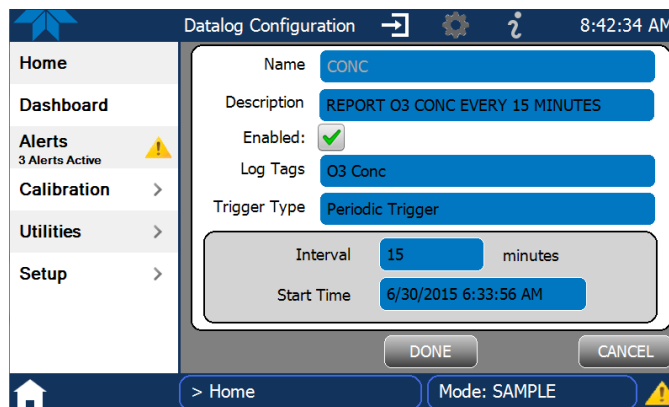 Datalog Configuration
8:42:34 AM
Home
Dashboard
Alerts
3 Alerts Active
Calibration >
Utilities >
Setup >
Name CONC
Description REPORT O3 CONC EVERY 15 MINUTES
Enabled:
Log Tags O3 Conc
Trigger Type Periodic Trigger
Interval 15 minutes
Start Time 6/30/2015 6:33:56 AM
DONE CANCEL
> Home Mode: SAMPLE